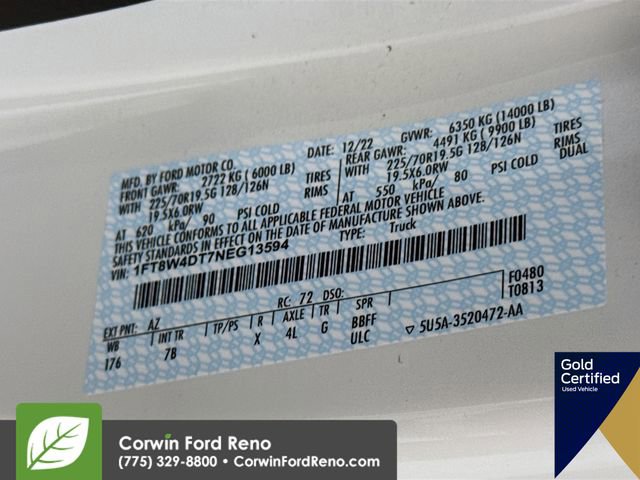 MFD. BY FORD MOTOR CO.
DATE: 12/22 GVWR: 6350 KG (14000 LB)
FRONT GAWR: 2722 KG (6000 LB)
REAR GAWR: 4491 KG (9900 LB)
WITH 225/70R19.5G 128/126N TIRES
WITH 225/70R19.5G 128/126N TIRES
19.5X6.0RW RIMS
19.5X6.0RW RIMS
AT 620 kPa/ 90 PSI COLD
AT 550 kPa/ 80 PSI COLD DUAL
THIS VEHICLE CONFORMS TO ALL APPLICABLE FEDERAL MOTOR VEHICLE
SAFETY STANDARDS IN EFFECT ON THE DATE OF MANUFACTURE SHOWN ABOVE.
VIN: 1FT8W4DT7NEG13594
TYPE: Truck
F0480
T0813
EXT PNT: AZ RC: 72 DSO:
WB INT TR TP/PS R AXLE TR SPR
176 7B X 4L G BBFF
ULC
5U5A-3520472-AA
Gold
Certified
Used Vehicle
Corwin Ford Reno
(775) 329-8800 • CorwinFordReno.com